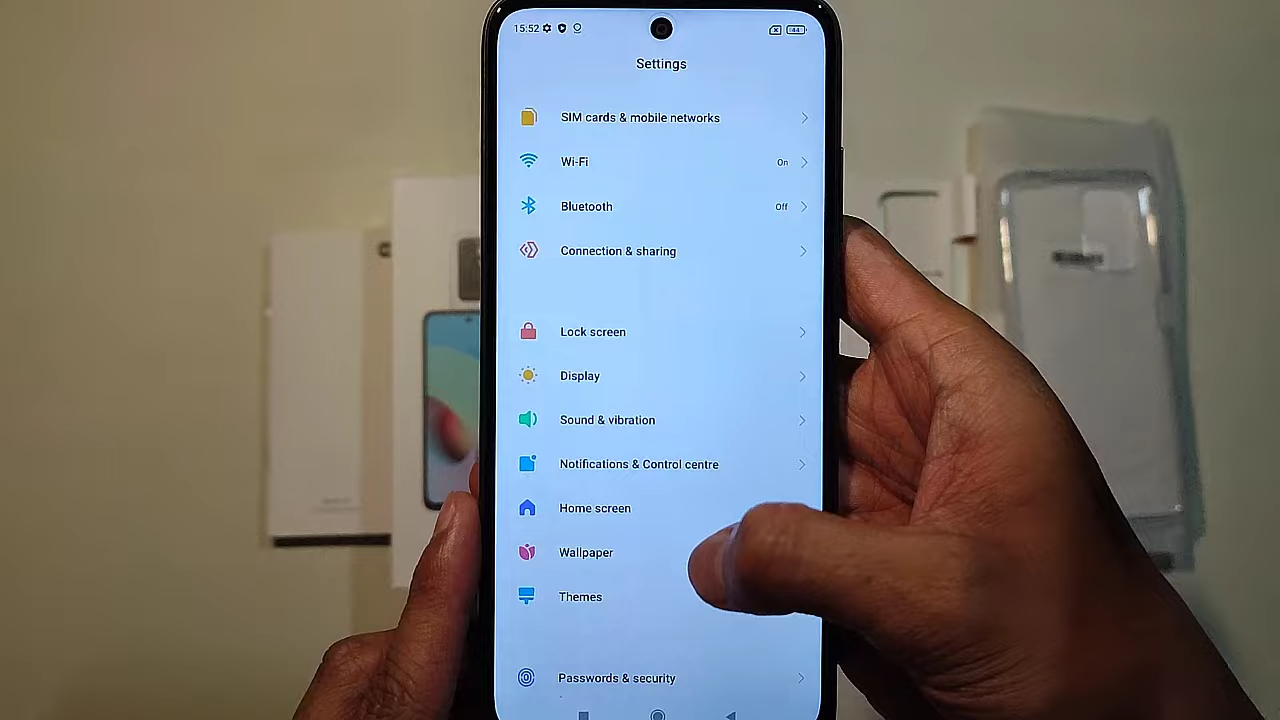 15:52 44
Settings
SIM cards & mobile networks
Wi-Fi On
Bluetooth Off
Connection & sharing
Lock screen
Display
Sound & vibration
Notifications & Control centre
Home screen
Wallpaper
Themes
Passwords & security